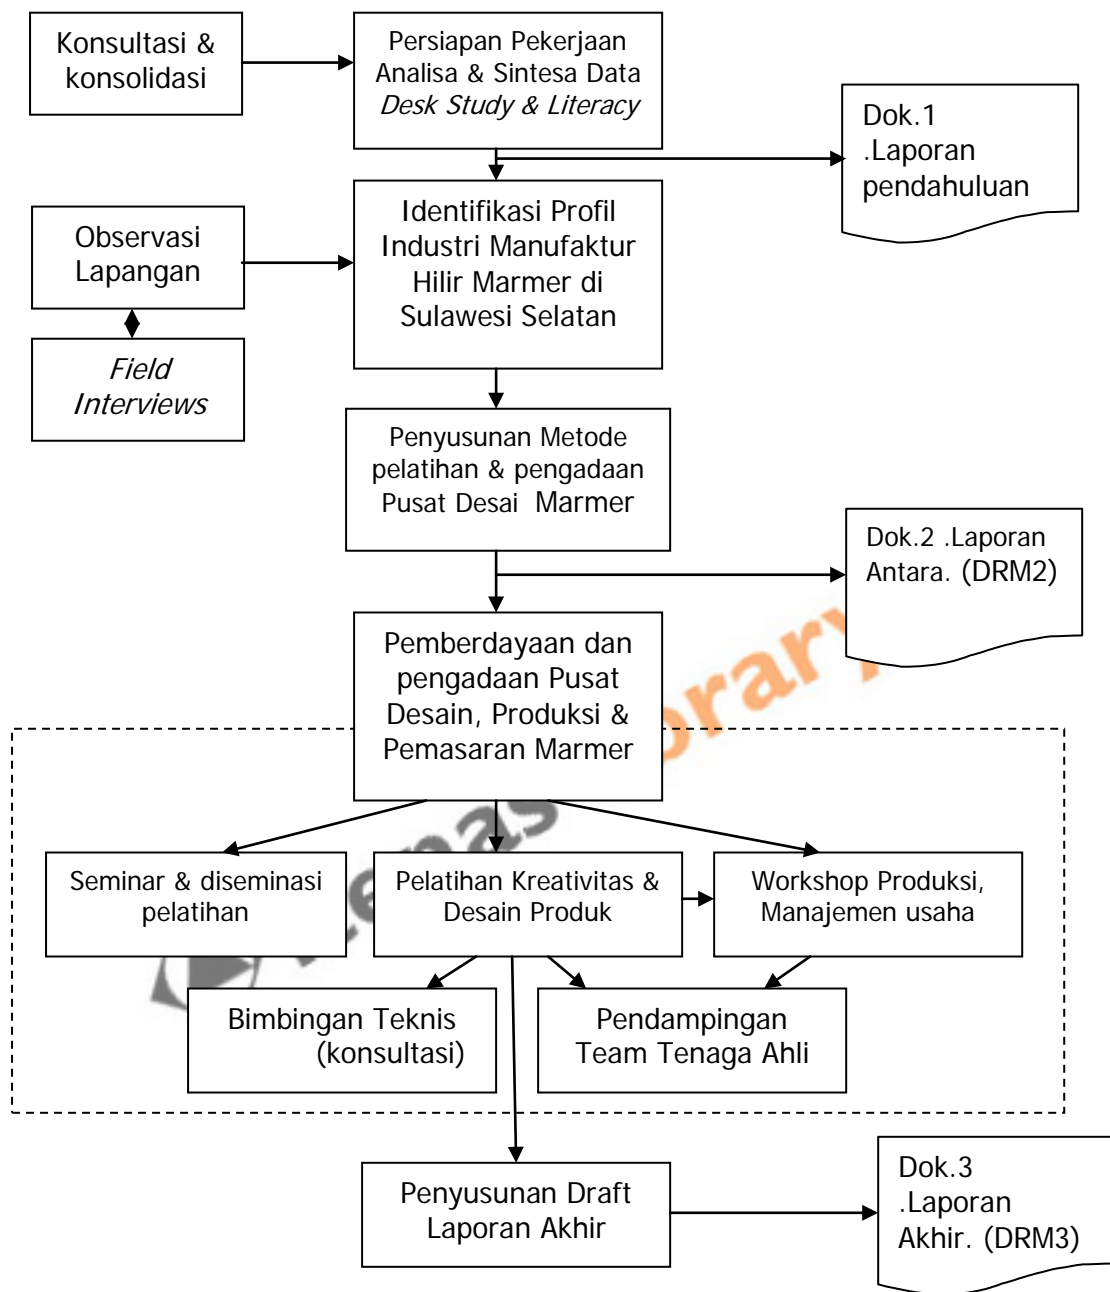 Konsultasi &
konsolidasi
Persiapan Pekerjaan
Analisa & Sintesa Data
Desk Study & Literacy
Dok.1
.Laporan
pendahuluan
Observasi
Lapangan
Identifikasi Profil
Industri Manufaktur
Hilir Marmer di
Sulawesi Selatan
Field
Interviews
Penyusunan Metode
pelatihan & pengadaan
Pusat Desai Marmer
Dok.2 .Laporan
Antara. (DRM2)
Pemberdayaan dan
pengadaan Pusat
Desain, Produksi &
Pemasaran Marmer
Seminar & diseminasi
pelatihan
Pelatihan Kreativitas &
Desain Produk
Workshop Produksi,
Manajemen usaha
Bimbingan Teknis
(konsultasi)
Pendampingan
Team Tenaga Ahli
Penyusunan Draft
Laporan Akhir
Dok.3
.Laporan
Akhir. (DRM3)